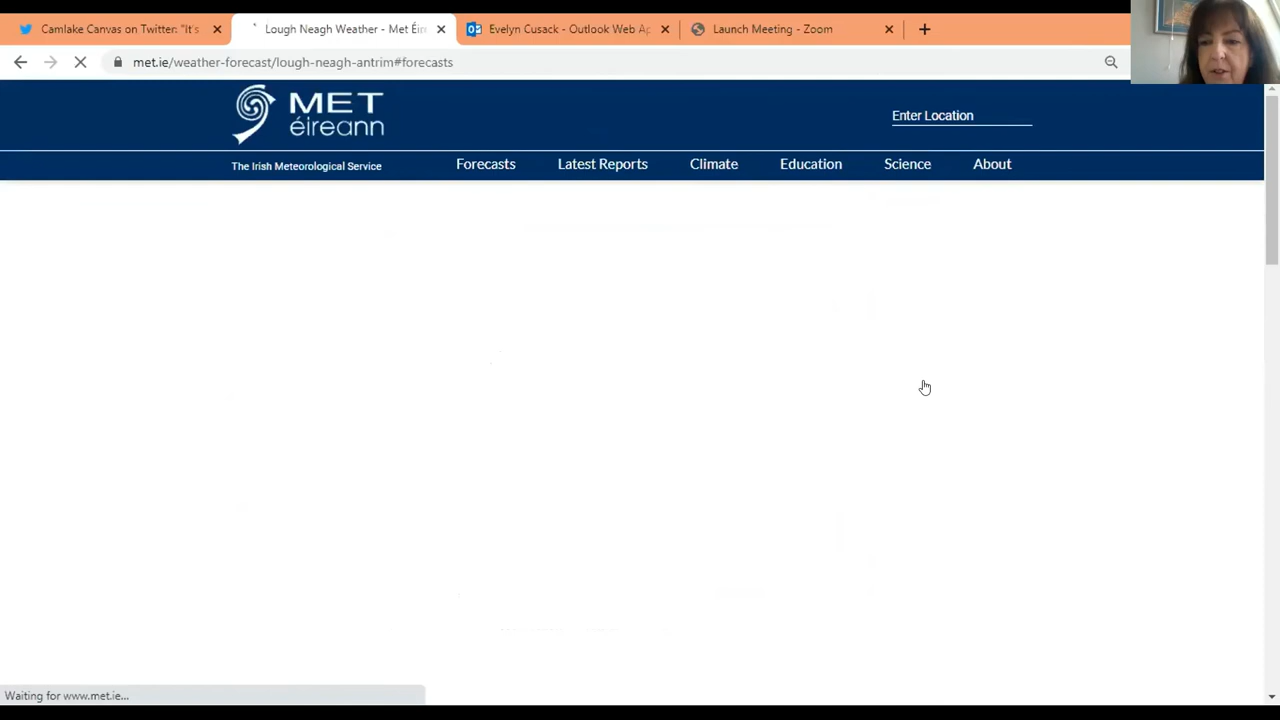 Camlake Canvas on Twitter: "It's
Lough Neagh Weather - Met Éir
Evelyn Cusack - Outlook Web Ap
Launch Meeting - Zoom
met.ie/weather-forecast/lough-neagh-antrim#forecasts
MET
éireann
Enter Location
The Irish Meteorological Service
Forecasts
Latest Reports
Climate
Education
Science
About
Waiting for www.met.ie...